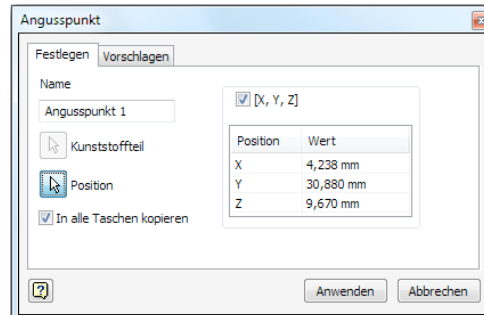 Angusspunkt
Festlegen Vorschlagen
Name
Angusspunkt 1
Kunststoffteil
Position
In alle Taschen kopieren
[X, Y, Z]
Position Wert
X 4,238 mm
Y 30,880 mm
Z 9,670 mm
Anwenden Abbrechen